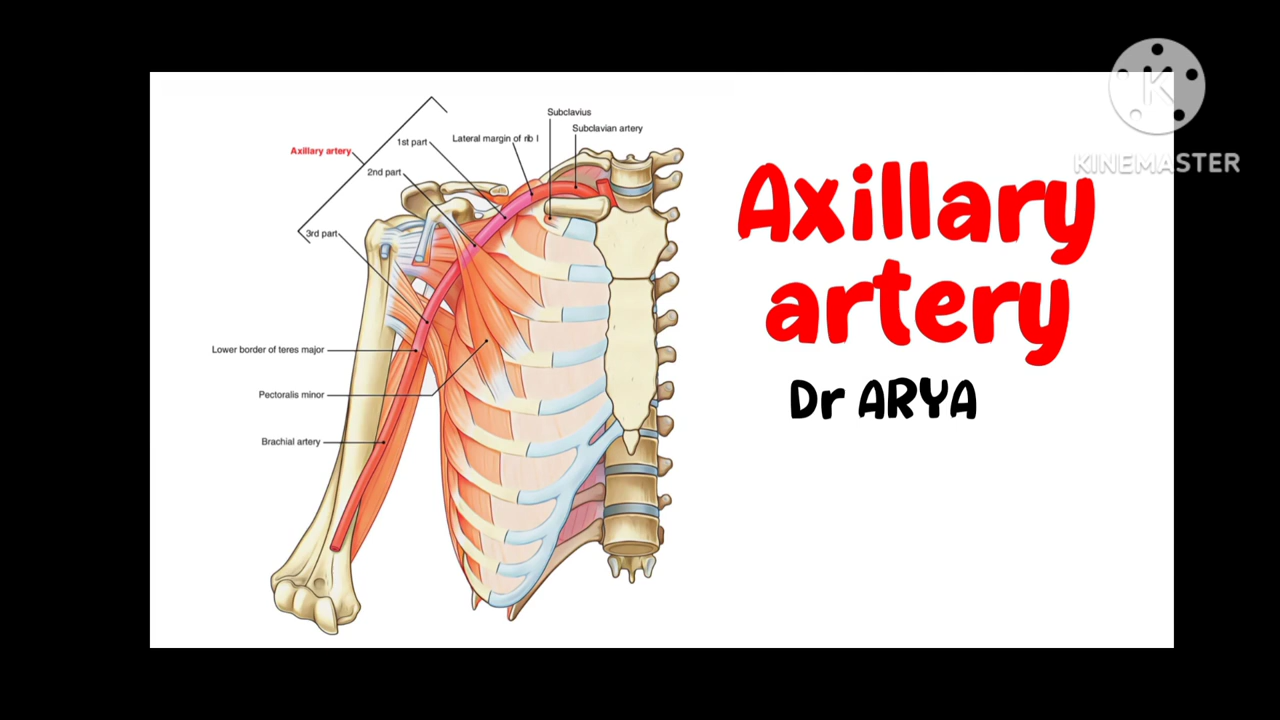 Subclavius
Subclavian artery
Lateral margin of rib I
1st part
Axillary artery
2nd part
3rd part
Lower border of teres major
Pectoralis minor
Brachial artery
Axillary
artery
Dr ARYA
K
KINEMASTER